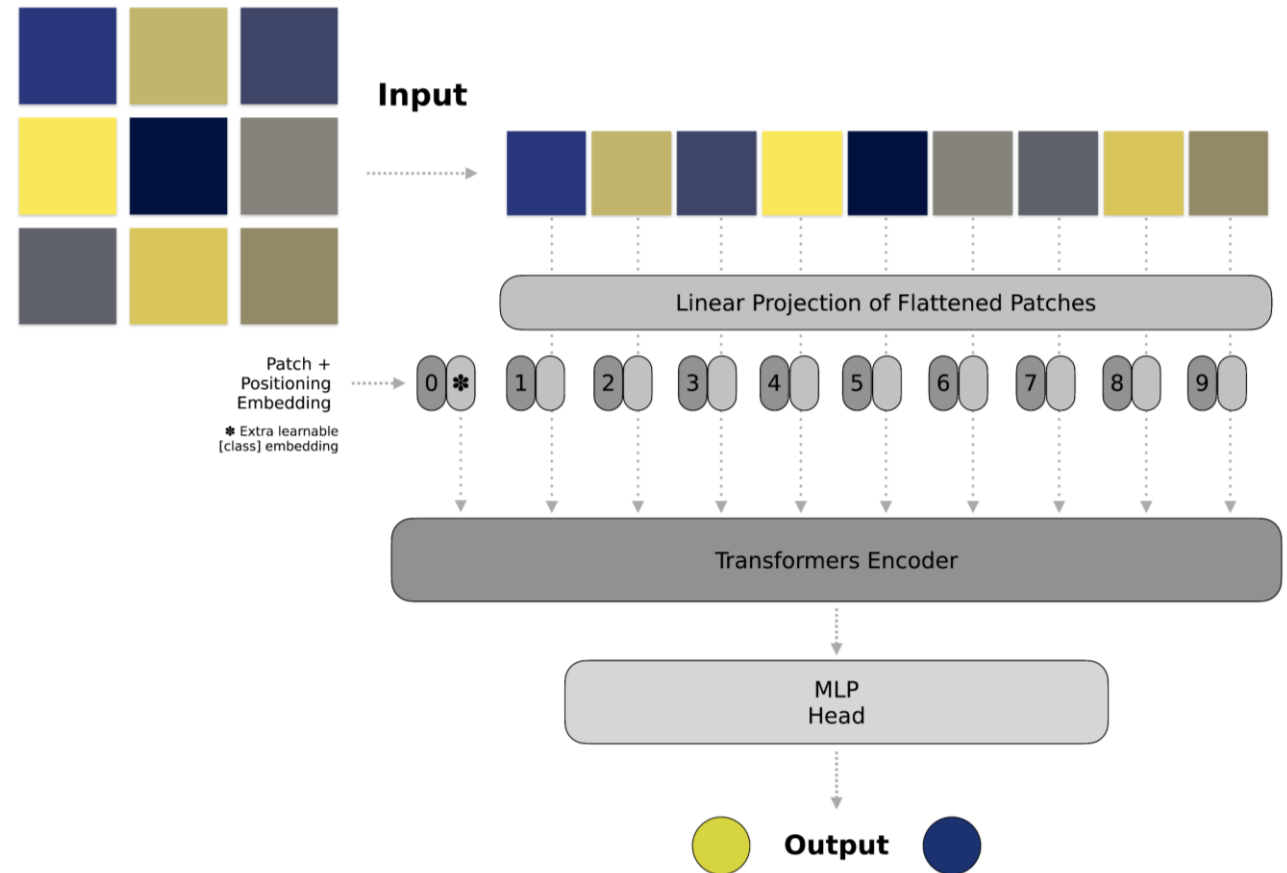 Input
Linear Projection of Flattened Patches
Patch +
Positioning
Embedding
✽ Extra learnable
[class] embedding
0 ✽ 1 2 3 4 5 6 7 8 9
Transformers Encoder
MLP
Head
Output